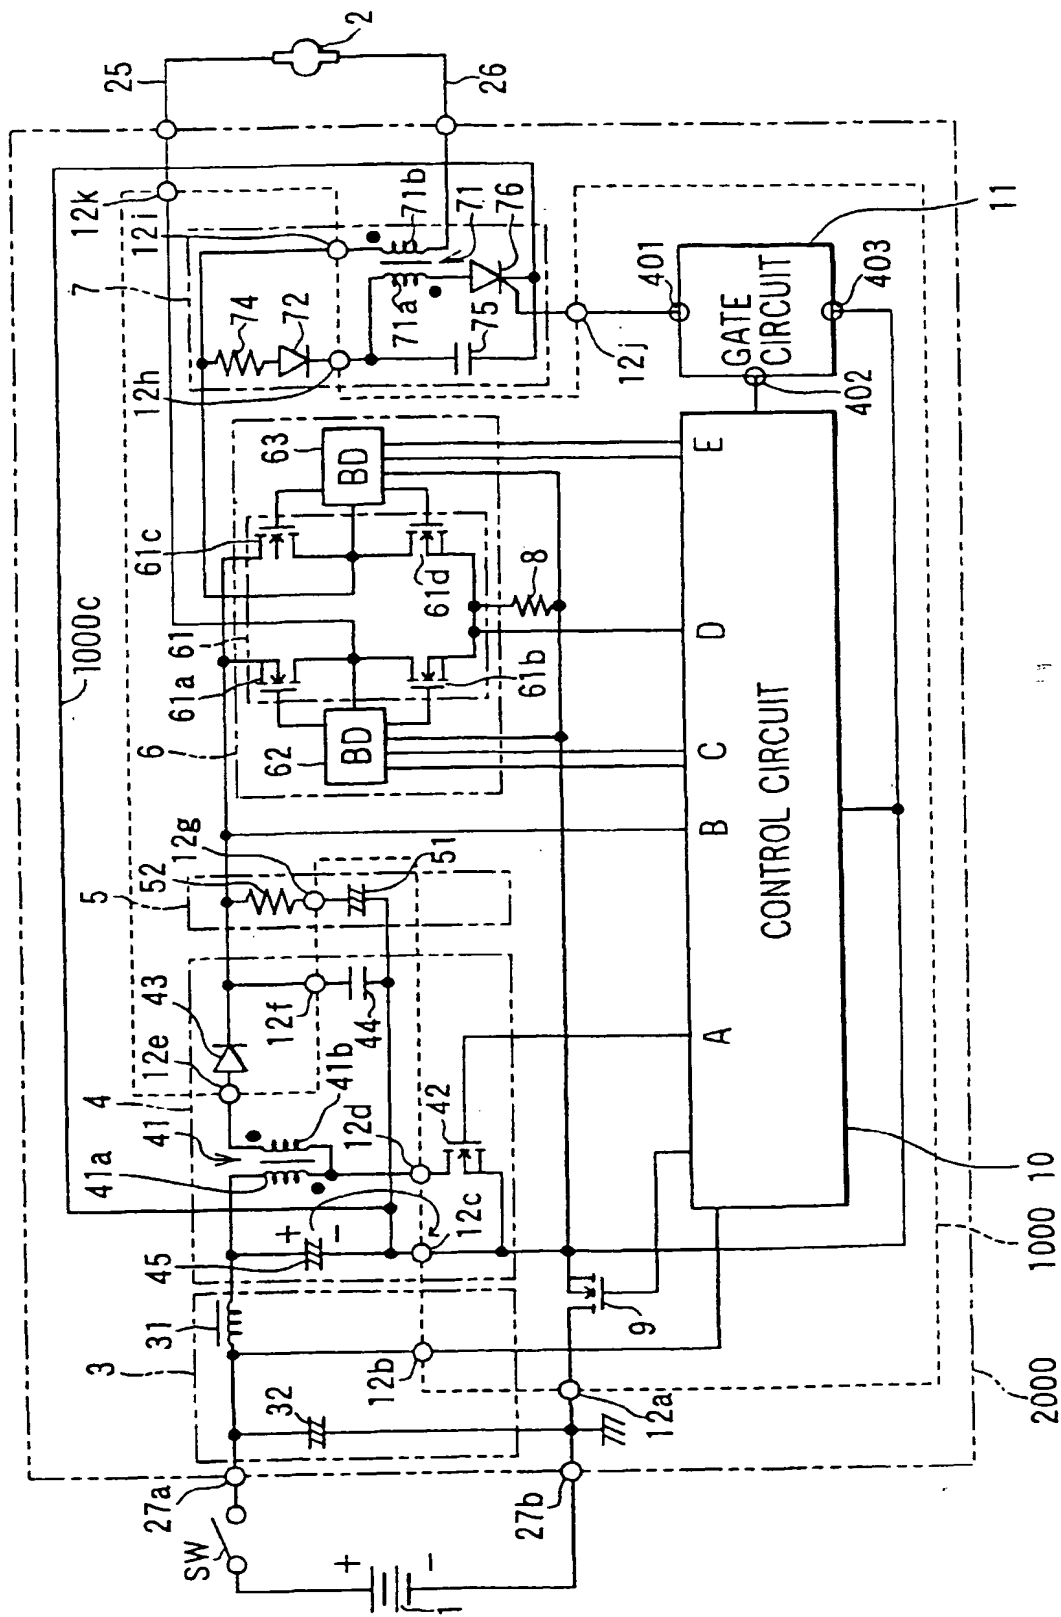 1000c
25
2
26
12k
12i
7
74
72
71b
71
71a
76
75
12h
12j
401
GATE
CIRCUIT
402
403
11
61c
63
BD
61d
61
61a
61b
6
62
BD
8
5
52
12g
51
43
12e
12f
44
4
41
41b
41a
12d
42
45
+
-
12c
3
31
32
12b
9
12a
27a
27b
SW
+
-
1
A
B
C
D
E
CONTROL CIRCUIT
10
1000
2000